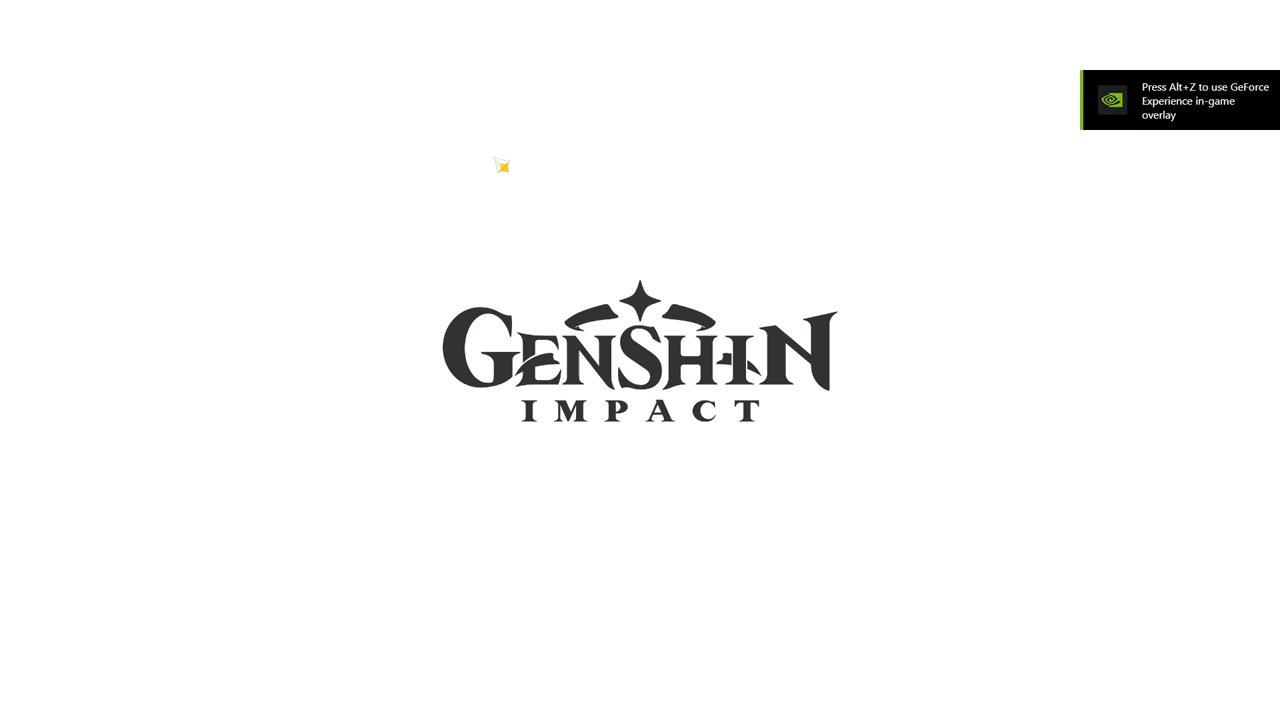 Press Alt+Z to use GeForce
Experience in-game
overlay
GENSHIN
IMPACT